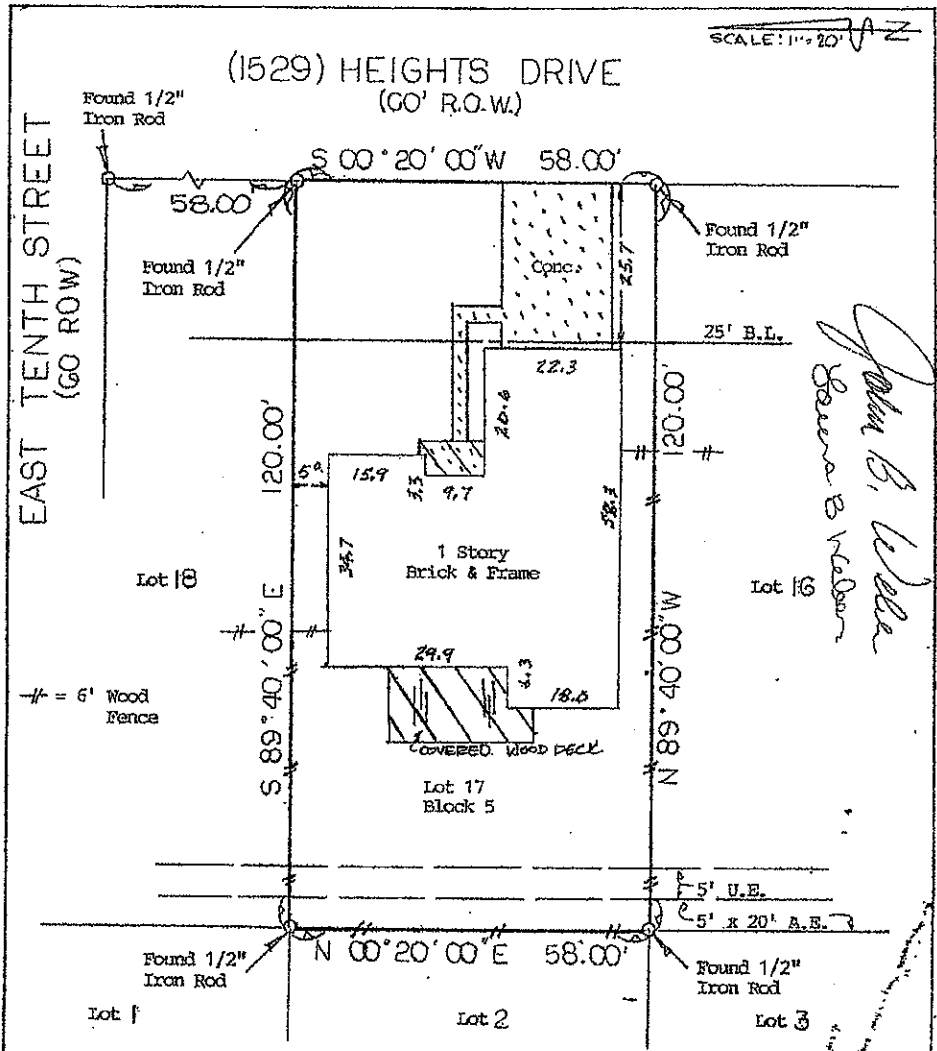 N
SCALE: 1"=20'
(1529) HEIGHTS DRIVE
(60' R.O.W.)
Found 1/2"
Iron Rod
EAST TENTH STREET
(60 ROW)
S 00°20'00"W 58.00'
58.00'
Found 1/2"
Iron Rod
Found 1/2"
Iron Rod
Conc.
25.7
25' B.L.
22.3
20.6
120.00'
120.00'
5°
15.9
3.3
9.7
58.3
34.7
1 Story
Brick & Frame
Lot 18
Lot 16
John B.
S 89°40'00" E
N 89°40'00"W
29.9
6.3
18.0
-//- = 6' Wood
Fence
COVERED WOOD DECK
Lot 17
Block 5
5' U.E.
5' x 20' A.E.
N 00°20'00"E 58.00'
Found 1/2"
Iron Rod
Found 1/2"
Iron Rod
Lot 1
Lot 2
Lot 3